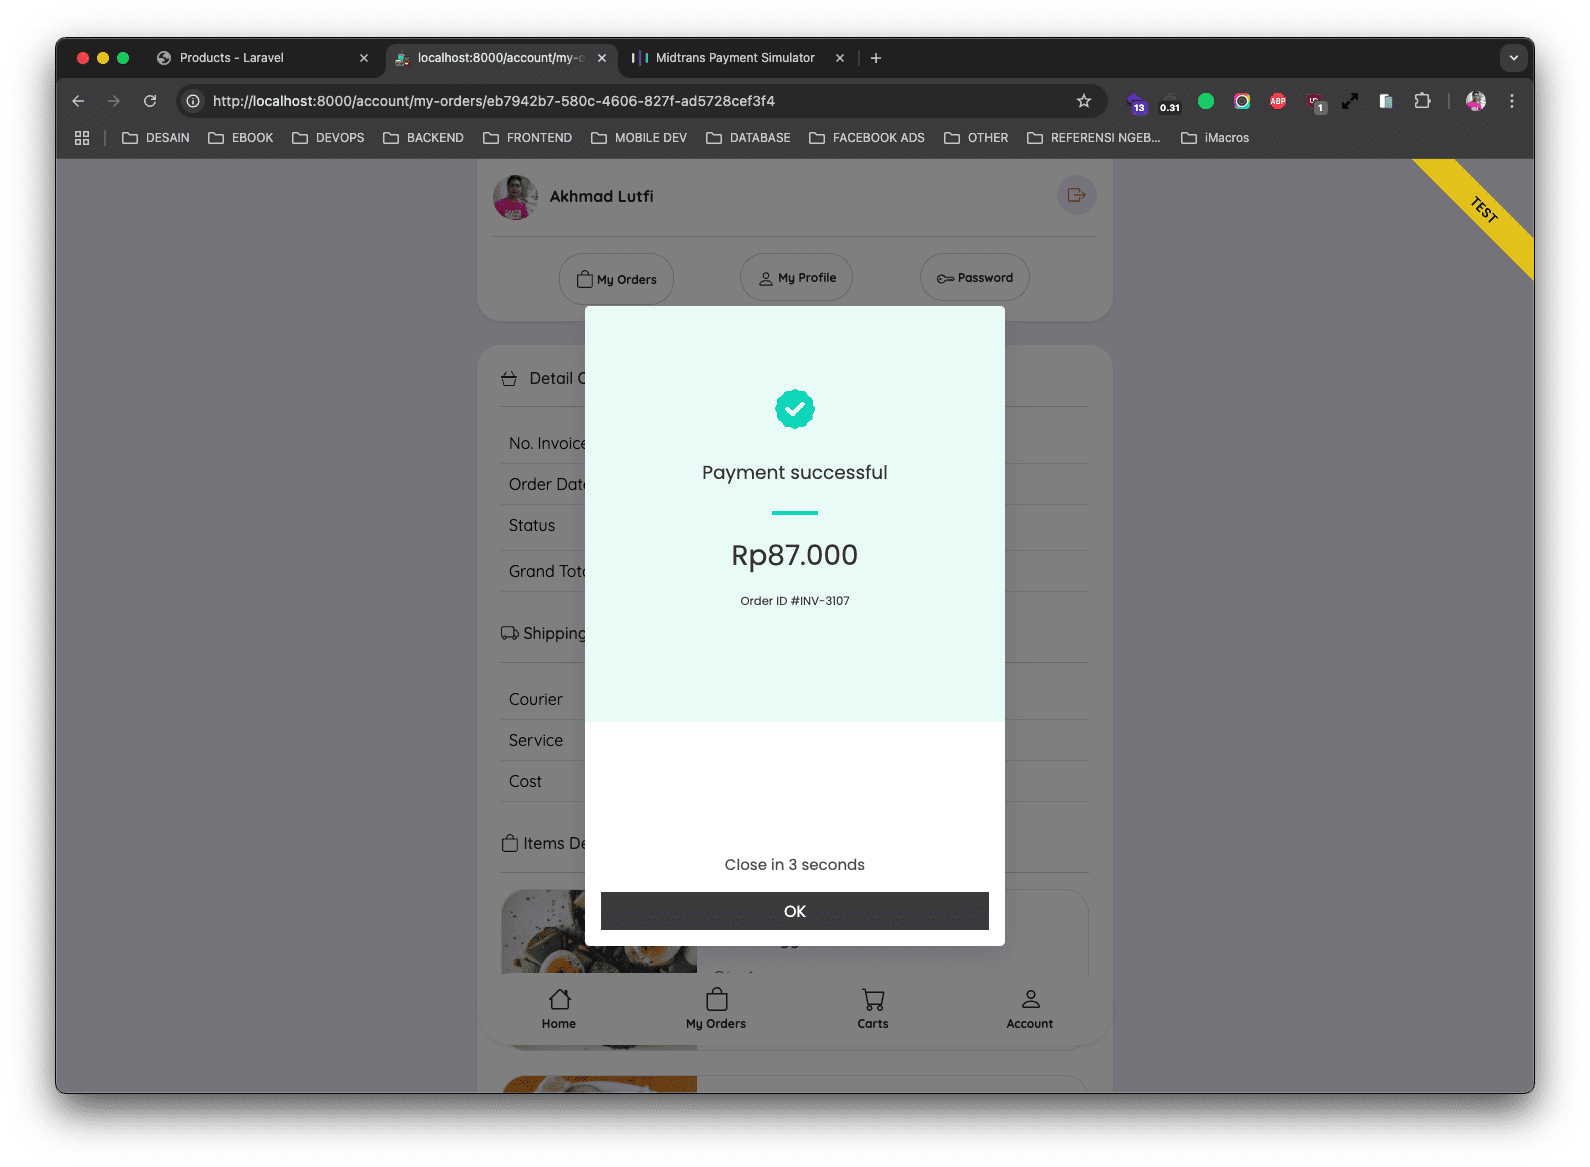 Products - Laravel
localhost:8000/account/my-o
Midtrans Payment Simulator
http://localhost:8000/account/my-orders/eb7942b7-580c-4606-827f-ad5728cef3f4
13
0.31
ABP
1
DESAIN
EBOOK
DEVOPS
BACKEND
FRONTEND
MOBILE DEV
DATABASE
FACEBOOK ADS
OTHER
REFERENSI NGEB...
iMacros
Akhmad Lutfi
TEST
My Orders
My Profile
Password
Detail
No. Invoice
Order Date
Status
Grand Tot
Shipping
Courier
Service
Cost
Items De
Payment successful
Rp87.000
Order ID #INV-3107
Close in 3 seconds
OK
Home
My Orders
Carts
Account